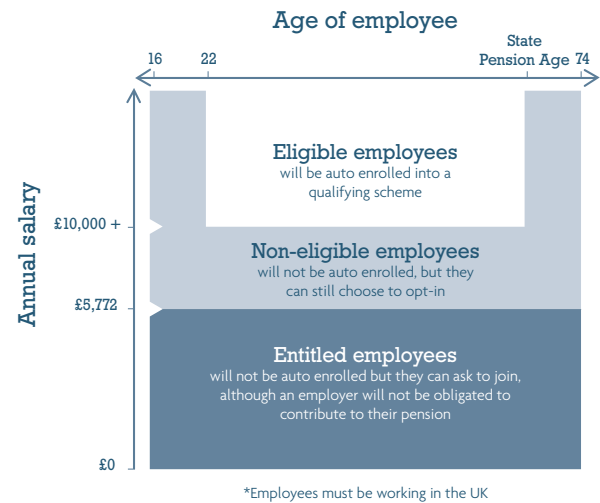 Age of employee
State
Pension Age
16
22
74
Annual salary
Eligible employees
will be auto enrolled into a
qualifying scheme
£10,000 +
Non-eligible employees
will not be auto enrolled, but they
can still choose to opt-in
£5,772
Entitled employees
will not be auto enrolled but they can ask to join,
although an employer will not be obligated to
contribute to their pension
£0
*Employees must be working in the UK